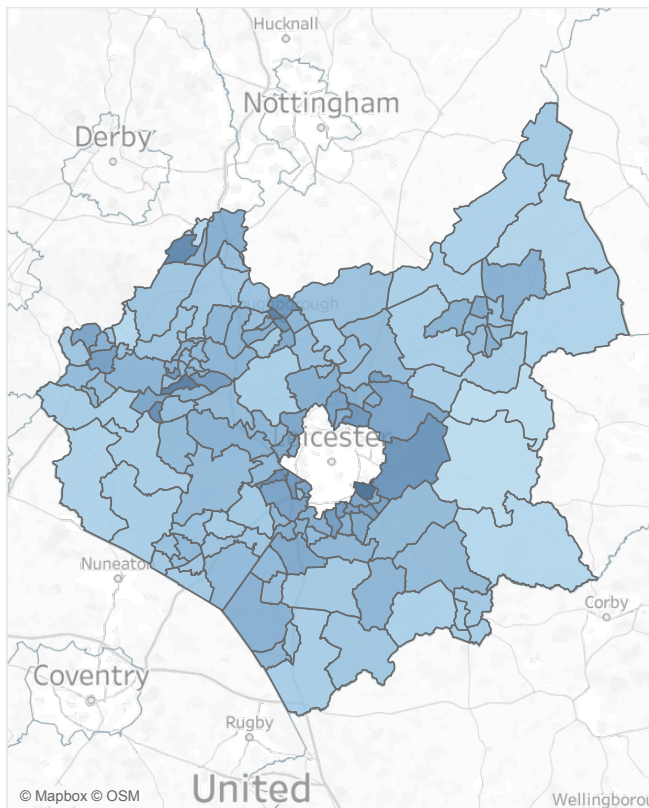 Hucknall
Nottingham
Derby
Loughborough
Leicester
Nuneaton
Corby
Coventry
Rugby
© Mapbox © OSM
United
Wellingborou